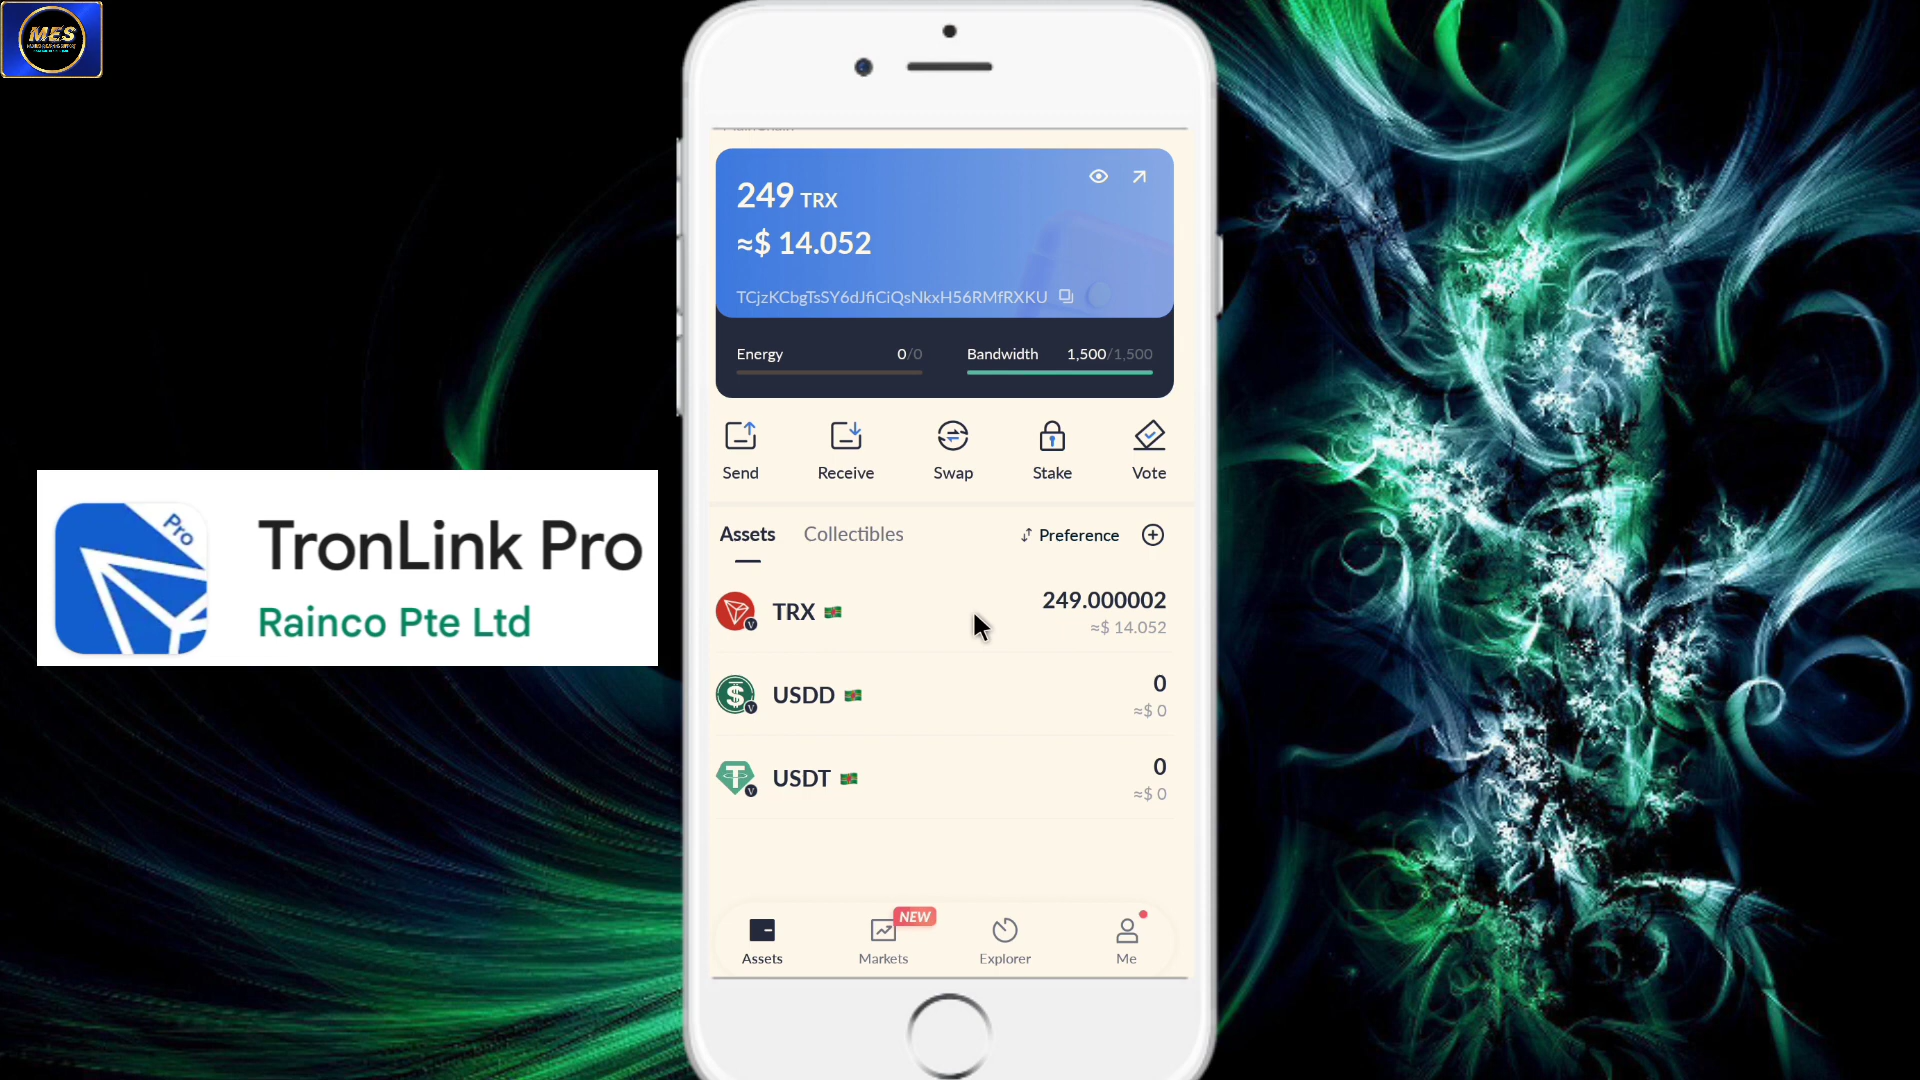 MES
249 TRX
≈$ 14.052
TCjzKCbgTsSY6dJfiCiQsNkxH56RMfRXKU
Energy 0/0 Bandwidth 1,500/1,500
Send Receive Swap Stake Vote
Assets Collectibles Preference
TRX 249.000002
≈$ 14.052
USDD 0
≈$ 0
USDT 0
≈$ 0
NEW
Assets Markets Explorer Me
Pro
TronLink Pro
Rainco Pte Ltd